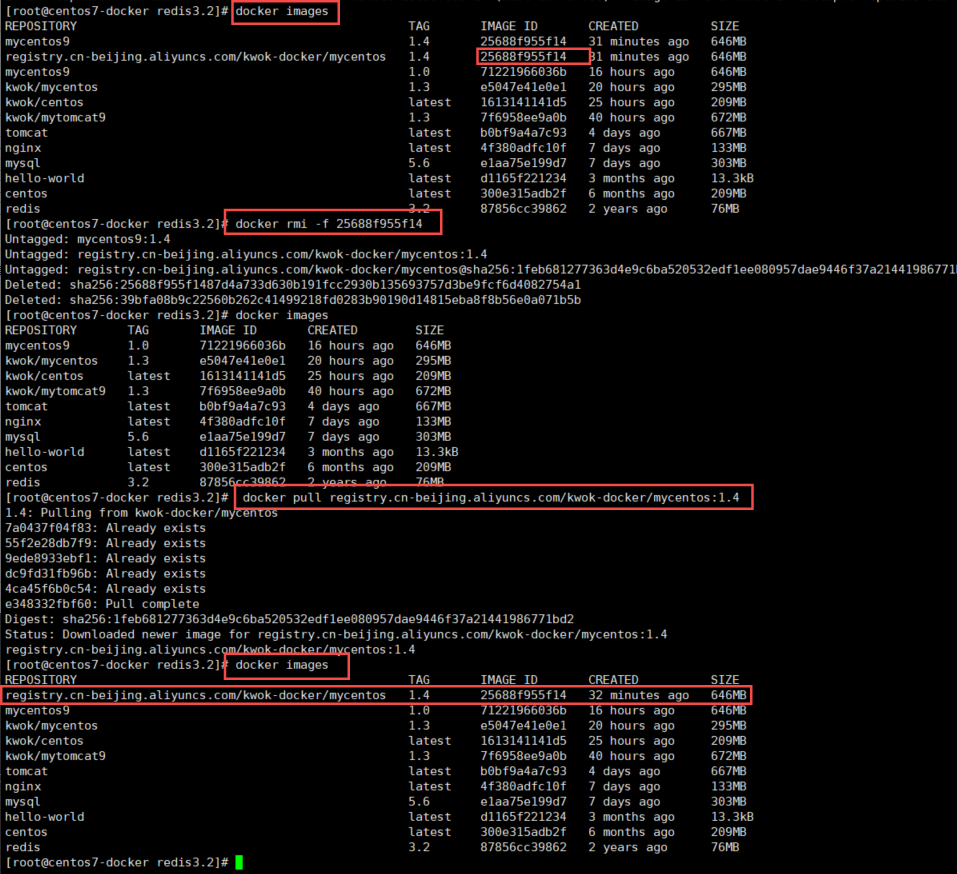 [root@centos7-docker redis3.2]# docker images
REPOSITORY TAG IMAGE ID CREATED SIZE
mycentos9 1.4 25688f955f14 31 minutes ago 646MB
registry.cn-beijing.aliyuncs.com/kwok-docker/mycentos 1.4 25688f955f14 31 minutes ago 646MB
mycentos9 1.0 71221966036b 16 hours ago 646MB
kwok/mycentos 1.3 e5047e41e0e1 20 hours ago 295MB
kwok/centos latest 1613141141d5 25 hours ago 209MB
kwok/mytomcat9 1.3 7f6958ee9a0b 40 hours ago 672MB
tomcat latest b0bf9a4a7c93 4 days ago 667MB
nginx latest 4f380adfc10f 7 days ago 133MB
mysql 5.6 e1aa75e199d7 7 days ago 303MB
hello-world latest d1165f221234 3 months ago 13.3kB
centos latest 300e315adb2f 6 months ago 209MB
redis 3.2 87856cc39862 2 years ago 76MB
[root@centos7-docker redis3.2]# docker rmi -f 25688f955f14
Untagged: mycentos9:1.4
Untagged: registry.cn-beijing.aliyuncs.com/kwok-docker/mycentos:1.4
Untagged: registry.cn-beijing.aliyuncs.com/kwok-docker/mycentos@sha256:1feb681277363d4e9c6ba520532edf1ee080957dae9446f37a21441986771
Deleted: sha256:25688f955f1487d4a733d630b191fcc2930b135693757d3be9fcf6d4082754a1
Deleted: sha256:39bfa08b9c22560b262c41499218fd0283b90190d14815eba8f8b56e0a071b5b
[root@centos7-docker redis3.2]# docker images
REPOSITORY TAG IMAGE ID CREATED SIZE
mycentos9 1.0 71221966036b 16 hours ago 646MB
kwok/mycentos 1.3 e5047e41e0e1 20 hours ago 295MB
kwok/centos latest 1613141141d5 25 hours ago 209MB
kwok/mytomcat9 1.3 7f6958ee9a0b 40 hours ago 672MB
tomcat latest b0bf9a4a7c93 4 days ago 667MB
nginx latest 4f380adfc10f 7 days ago 133MB
mysql 5.6 e1aa75e199d7 7 days ago 303MB
hello-world latest d1165f221234 3 months ago 13.3kB
centos latest 300e315adb2f 6 months ago 209MB
redis 3.2 87856cc39862 2 years ago 76MB
[root@centos7-docker redis3.2]# docker pull registry.cn-beijing.aliyuncs.com/kwok-docker/mycentos:1.4
1.4: Pulling from kwok-docker/mycentos
7a0437f04f83: Already exists
55f2e28db7f9: Already exists
9ede8933ebf1: Already exists
dc9fd31fb96b: Already exists
4ca45f6b0c54: Already exists
e348332fbf60: Pull complete
Digest: sha256:1feb681277363d4e9c6ba520532edf1ee080957dae9446f37a21441986771bd2
Status: Downloaded newer image for registry.cn-beijing.aliyuncs.com/kwok-docker/mycentos:1.4
registry.cn-beijing.aliyuncs.com/kwok-docker/mycentos:1.4
[root@centos7-docker redis3.2]# docker images
REPOSITORY TAG IMAGE ID CREATED SIZE
registry.cn-beijing.aliyuncs.com/kwok-docker/mycentos 1.4 25688f955f14 32 minutes ago 646MB
mycentos9 1.0 71221966036b 16 hours ago 646MB
kwok/mycentos 1.3 e5047e41e0e1 20 hours ago 295MB
kwok/centos latest 1613141141d5 25 hours ago 209MB
kwok/mytomcat9 1.3 7f6958ee9a0b 40 hours ago 672MB
tomcat latest b0bf9a4a7c93 4 days ago 667MB
nginx latest 4f380adfc10f 7 days ago 133MB
mysql 5.6 e1aa75e199d7 7 days ago 303MB
hello-world latest d1165f221234 3 months ago 13.3kB
centos latest 300e315adb2f 6 months ago 209MB
redis 3.2 87856cc39862 2 years ago 76MB
[root@centos7-docker redis3.2]#